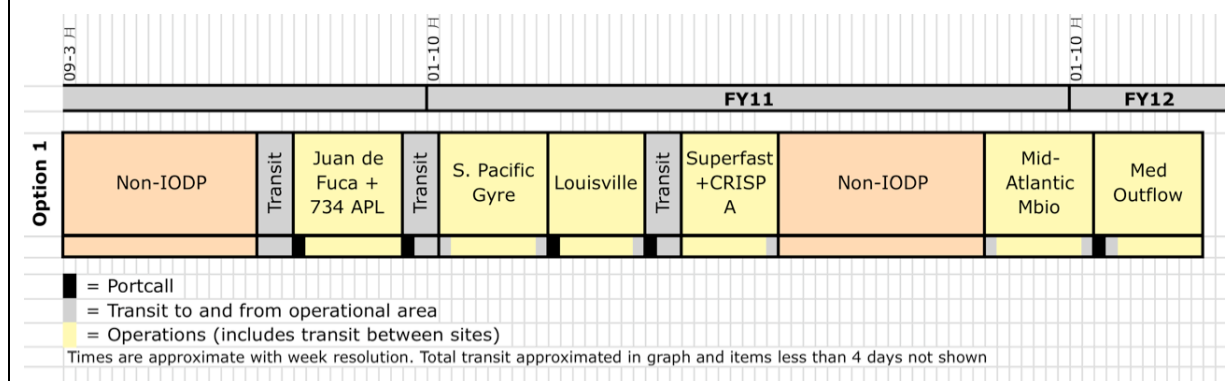 09-3 月
01-10 月
01-10 月
FY11
FY12
Option 1
Non-IODP
Transit
Juan de
Fuca +
734 APL
Transit
S. Pacific
Gyre
Louisville
Transit
Superfast
+CRISP
A
Non-IODP
Mid-
Atlantic
Mbio
Med
Outflow
= Portcall
= Transit to and from operational area
= Operations (includes transit between sites)
Times are approximate with week resolution. Total transit approximated in graph and items less than 4 days not shown